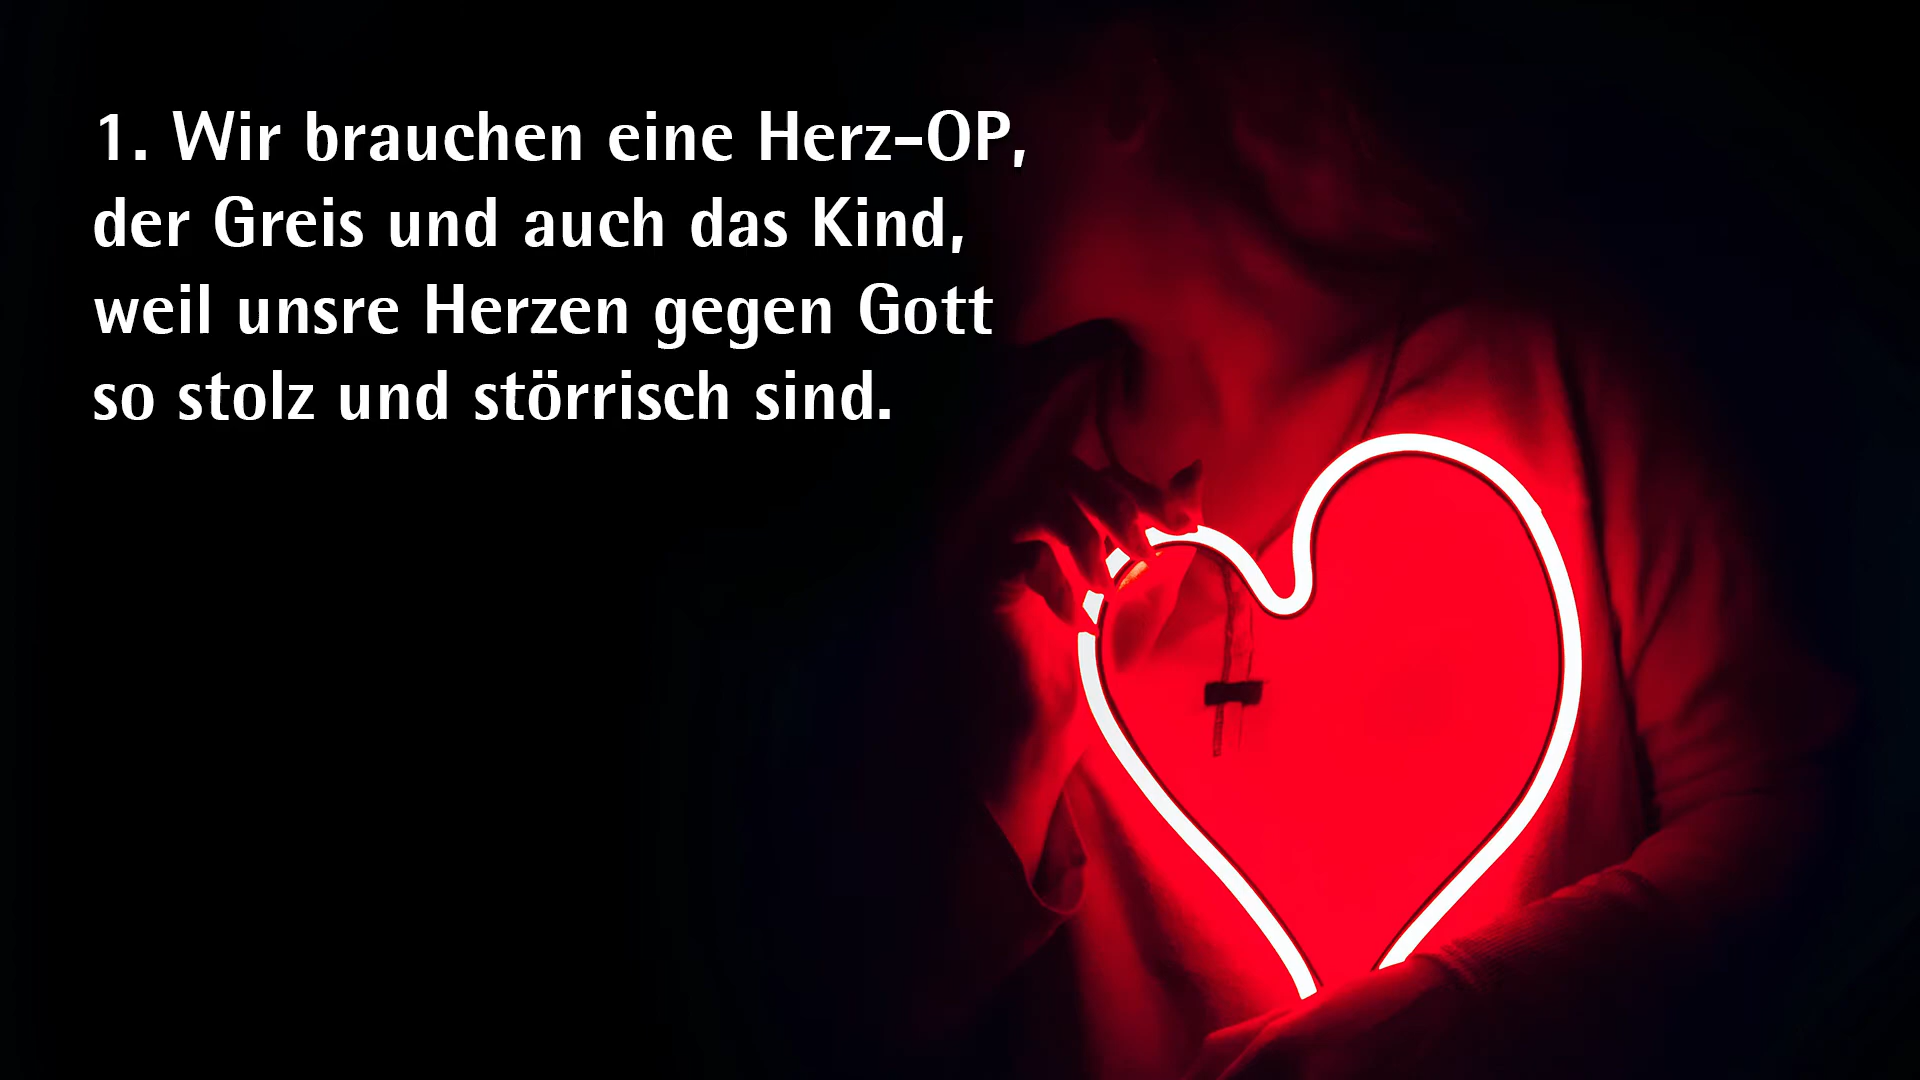 1. Wir brauchen eine Herz-OP,
der Greis und auch das Kind,
weil unsre Herzen gegen Gott
so stolz und störrisch sind.